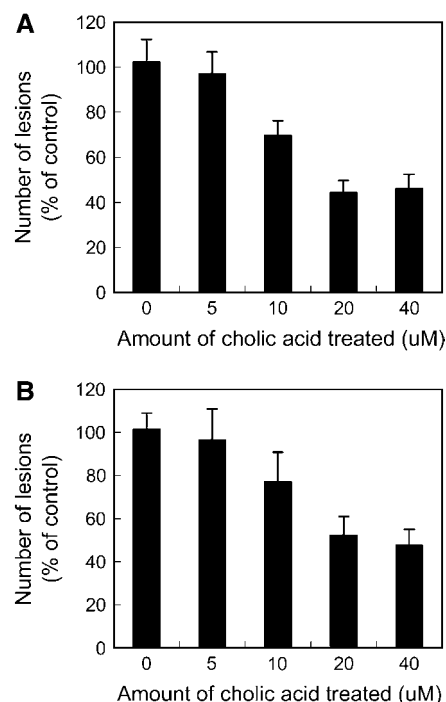 A
Number of lesions
(% of control)
120
100
80
60
40
20
0
0 5 10 20 40
Amount of cholic acid treated (uM)
B
Number of lesions
(% of control)
120
100
80
60
40
20
0
0 5 10 20 40
Amount of cholic acid treated (uM)